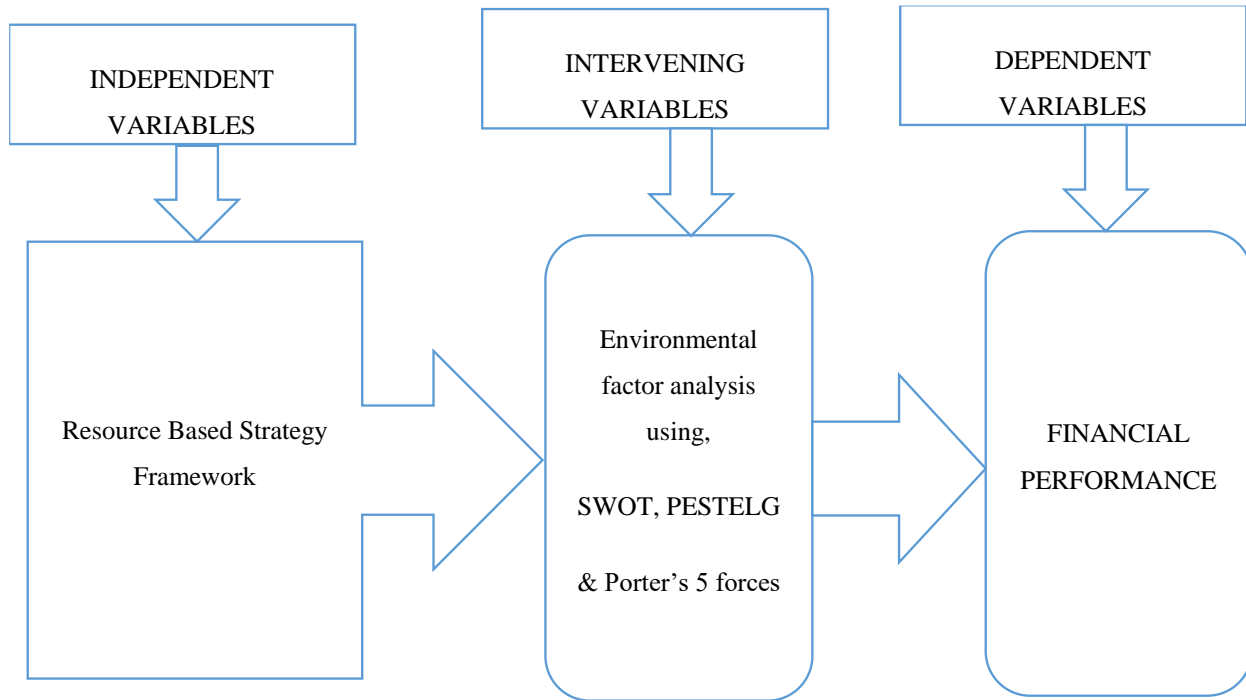 INDEPENDENT
VARIABLES
INTERVENING
VARIABLES
DEPENDENT
VARIABLES
Resource Based Strategy
Framework
Environmental
factor analysis
using,
SWOT, PESTELG
& Porter’s 5 forces
FINANCIAL
PERFORMANCE